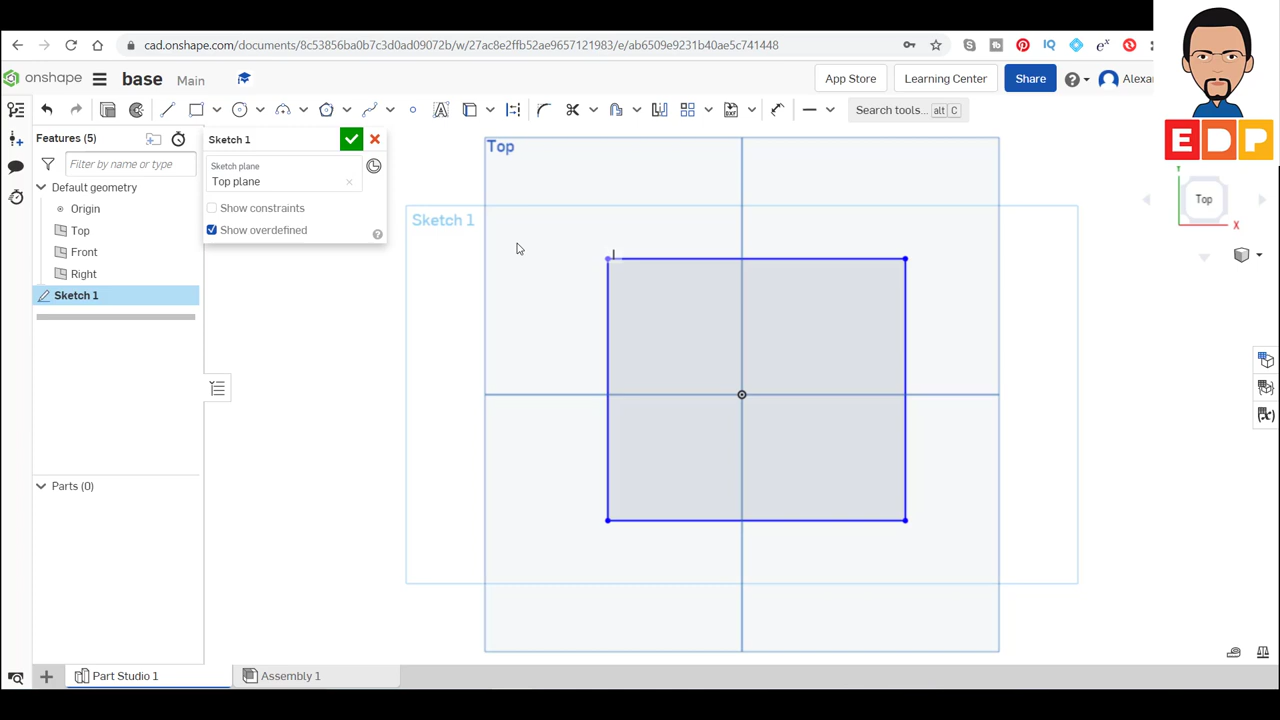 cad.onshape.com/documents/8c53856ba0b7c3d0ad09072b/w/27ac8e2ffb52ae9657121983/e/ab6509e9231b40ae5c741448
onshape
base
Main
App Store
Learning Center
Share
Alexa
Search tools...
alt C
Features (5)
Filter by name or type
Default geometry
Origin
Top
Front
Right
Sketch 1
Parts (0)
Sketch 1
Sketch plane
Top plane
Show constraints
Show overdefined
Top
Sketch 1
EDP
Y
Top
X
Part Studio 1
Assembly 1